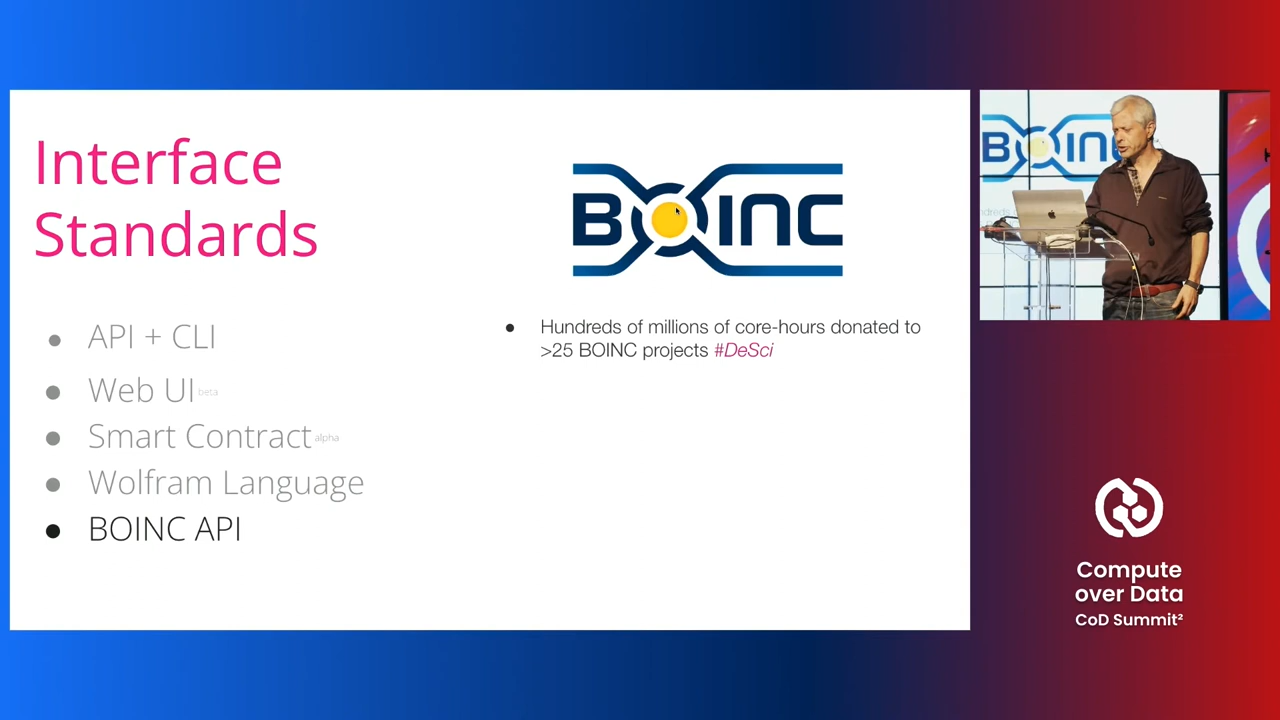 Interface
Standards
API + CLI
Web UI beta
Smart Contract alpha
Wolfram Language
BOINC API
BOINC
Hundreds of millions of core-hours donated to
>25 BOINC projects #DeSci
BOINC
Compute
over Data
CoD Summit²